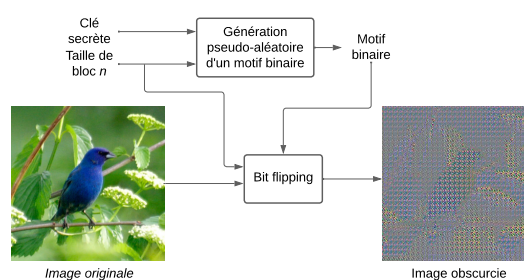 Clé
secrète
Taille de
bloc n
Génération
pseudo-aléatoire
d'un motif binaire
Motif
binaire
Bit flipping
Image originale
Image obscurcie